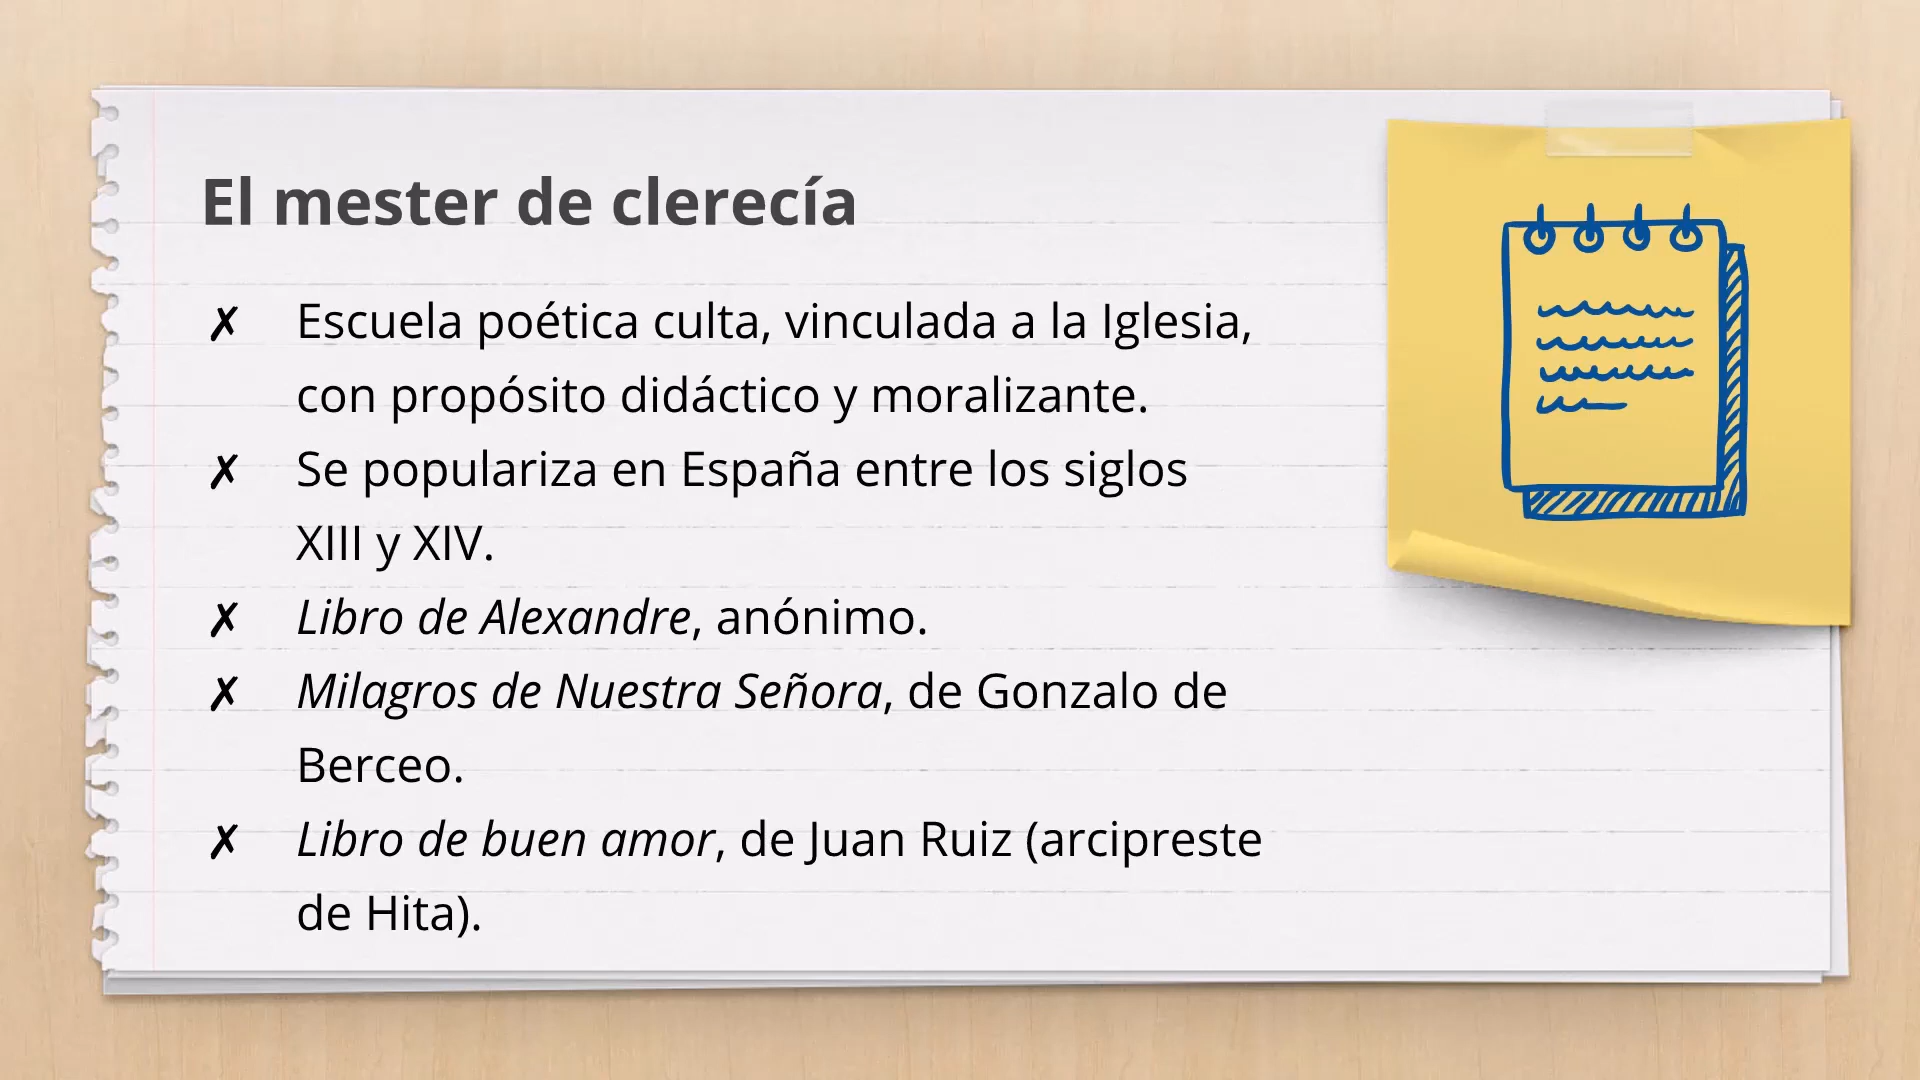 El mester de clerecía
✗ Escuela poética culta, vinculada a la Iglesia,
con propósito didáctico y moralizante.
✗ Se populariza en España entre los siglos
XIII y XIV.
✗ Libro de Alexandre, anónimo.
✗ Milagros de Nuestra Señora, de Gonzalo de
Berceo.
✗ Libro de buen amor, de Juan Ruiz (arcipreste
de Hita).